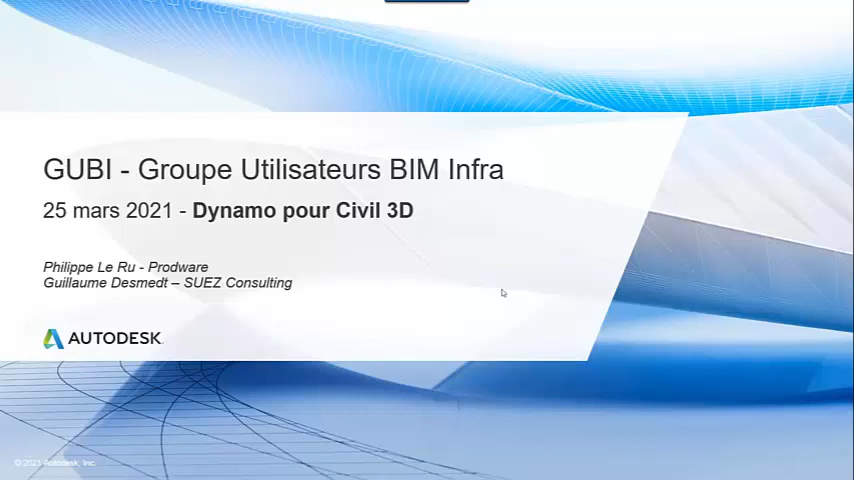 GUBI - Groupe Utilisateurs BIM Infra
25 mars 2021 - Dynamo pour Civil 3D
Philippe Le Ru - Prodware
Guillaume Desmedt – SUEZ Consulting
AUTODESK.
© 2021 Autodesk, Inc.